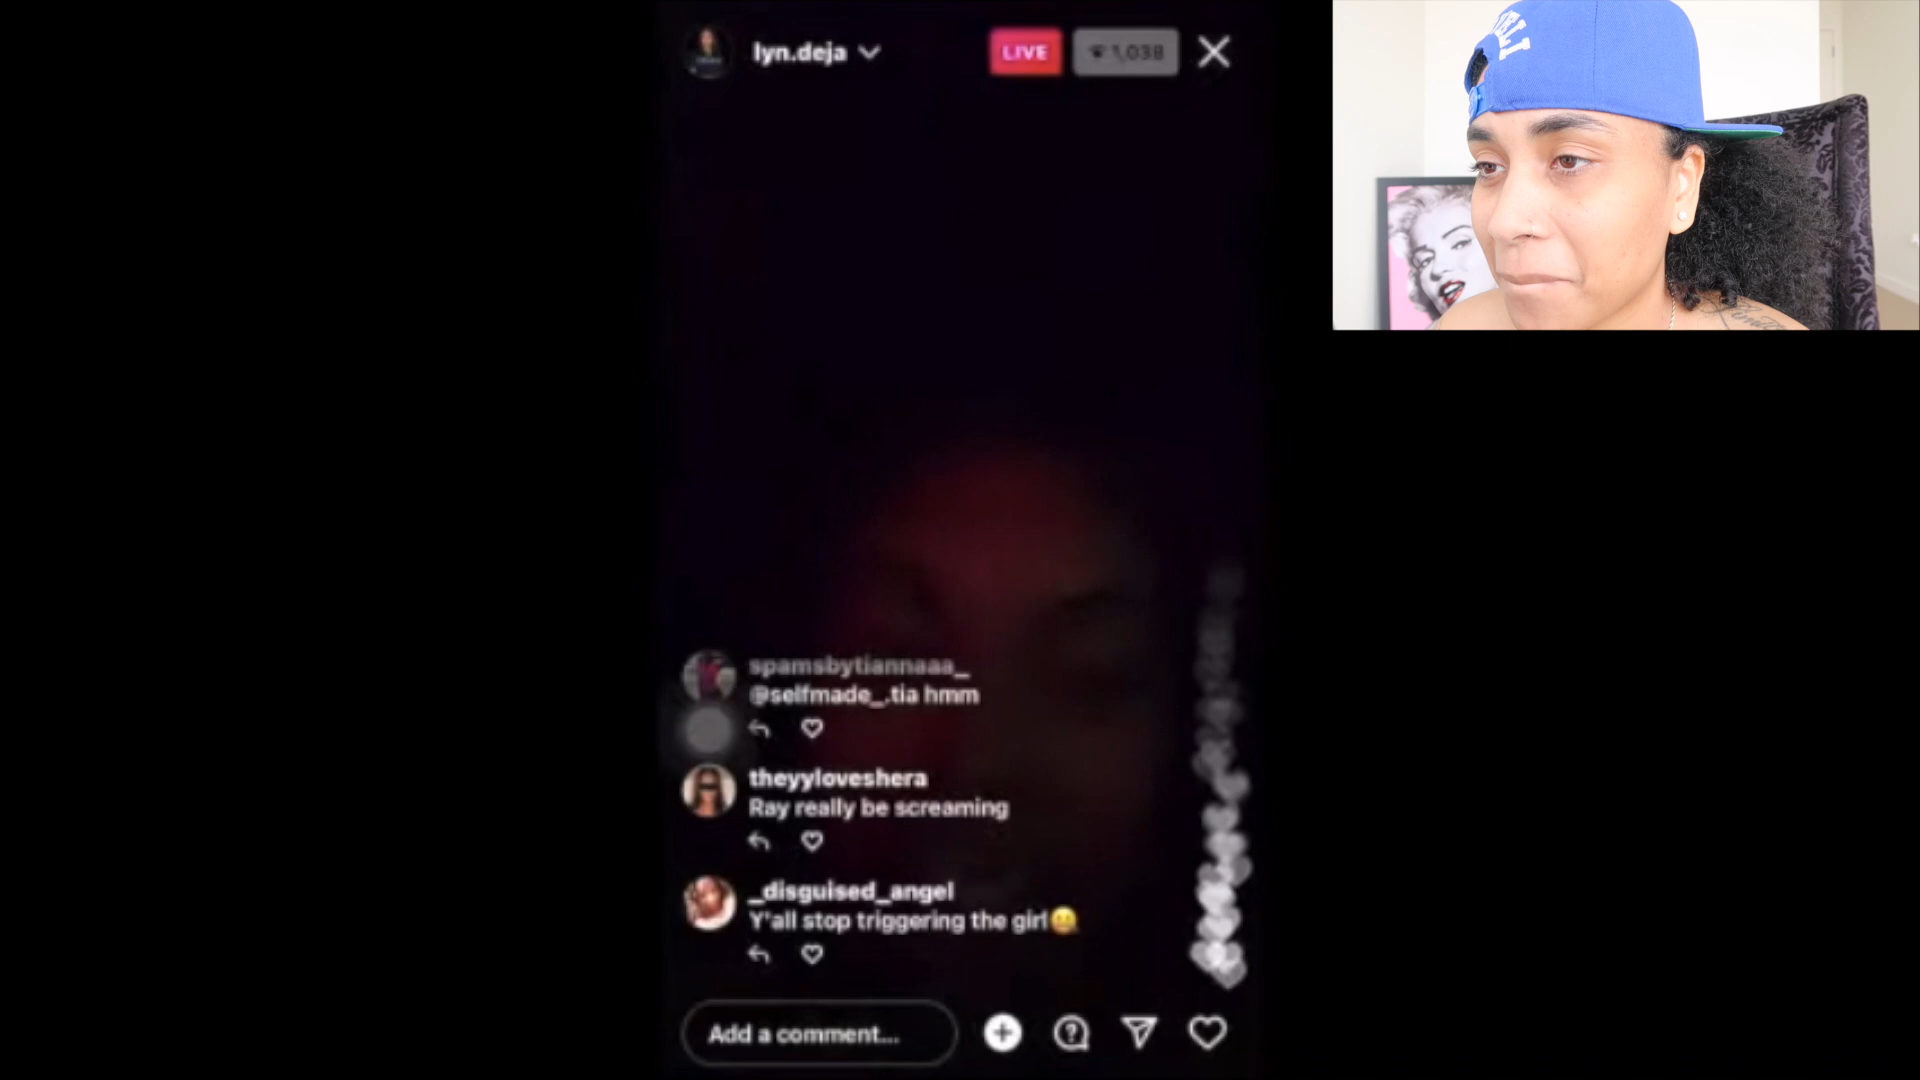 lyn.deja
LIVE
1,038
spamsbytiannaaa_
@selfmade_.tia hmm
theyyloveshera
Ray really be screaming
_disguised_angel
Y'all stop triggering the girl😃
Add a comment...